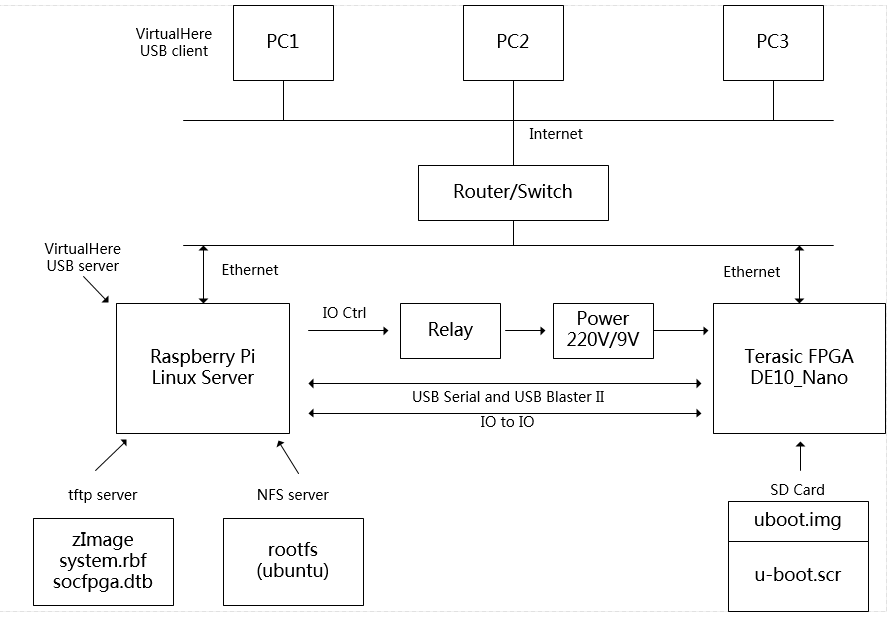 VirtualHere
USB client
PC1
PC2
PC3
Internet
Router/Switch
VirtualHere
USB server
Ethernet
Ethernet
IO Ctrl
Relay
Power
220V/9V
Raspberry Pi
Linux Server
Terasic FPGA
DE10_Nano
USB Serial and USB Blaster II
IO to IO
tftp server
NFS server
SD Card
zImage
system.rbf
socfpga.dtb
rootfs
(ubuntu)
uboot.img
u-boot.scr